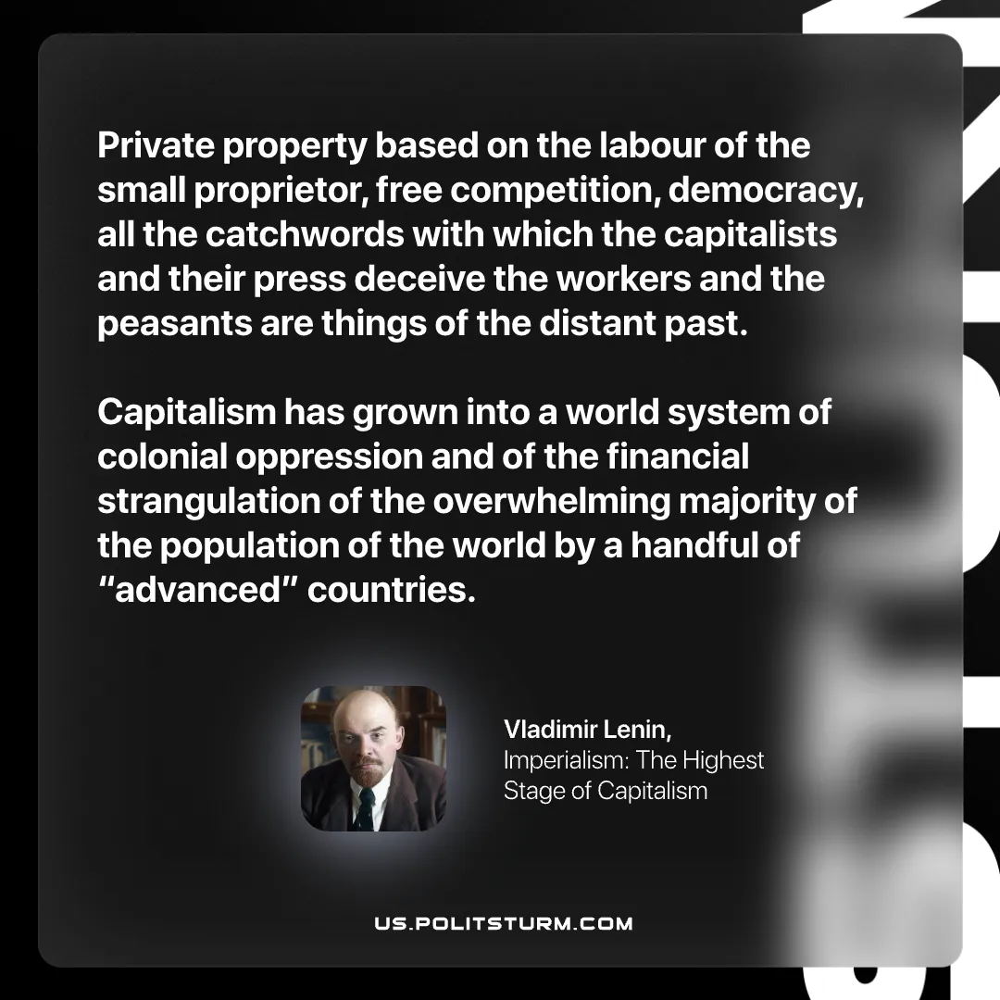 Private property based on the labour of the
small proprietor, free competition, democracy,
all the catchwords with which the capitalists
and their press deceive the workers and the
peasants are things of the distant past.
Capitalism has grown into a world system of
colonial oppression and of the financial
strangulation of the overwhelming majority of
the population of the world by a handful of
“advanced” countries.
Vladimir Lenin,
Imperialism: The Highest
Stage of Capitalism
US.POLITSTURM.COM